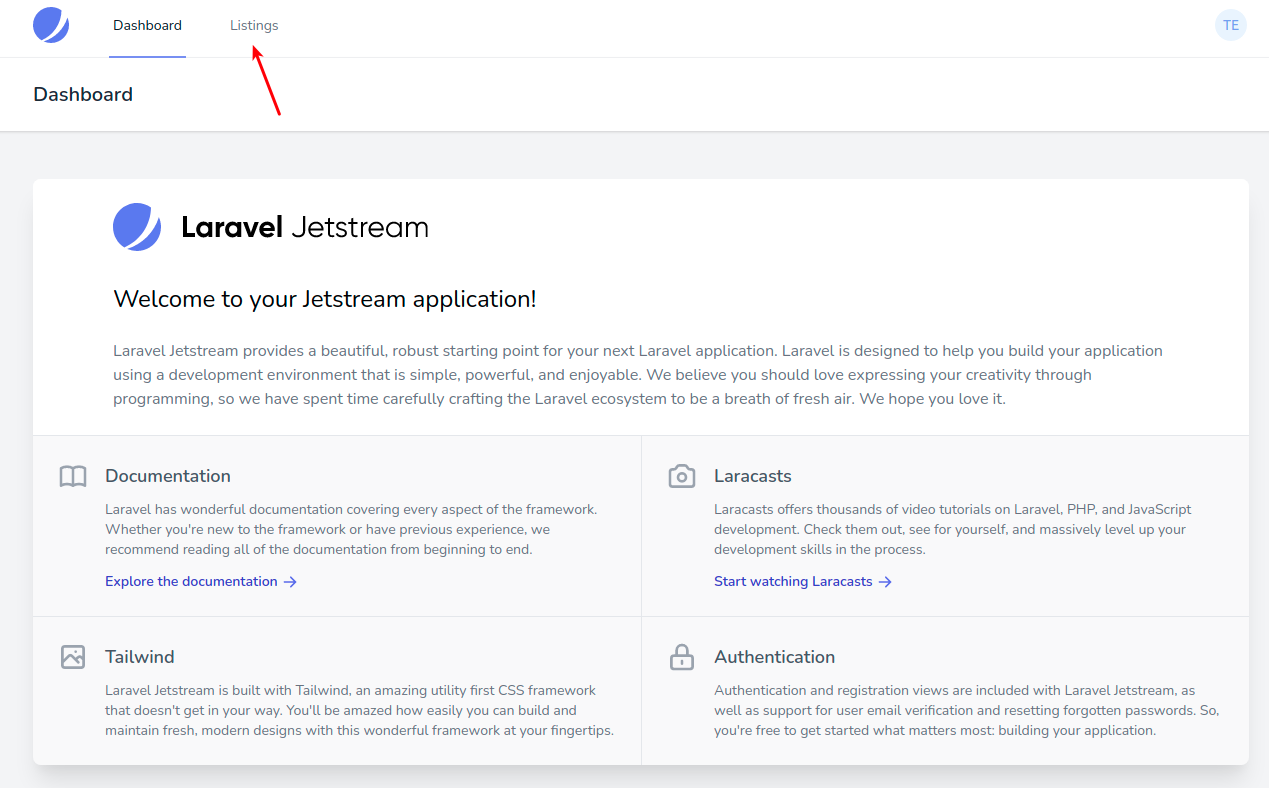 Dashboard
Listings
TE
Dashboard
Laravel Jetstream
Welcome to your Jetstream application!
Laravel Jetstream provides a beautiful, robust starting point for your next Laravel application. Laravel is designed to help you build your application
using a development environment that is simple, powerful, and enjoyable. We believe you should love expressing your creativity through
programming, so we have spent time carefully crafting the Laravel ecosystem to be a breath of fresh air. We hope you love it.
Documentation
Laravel has wonderful documentation covering every aspect of the framework.
Whether you're new to the framework or have previous experience, we
recommend reading all of the documentation from beginning to end.
Explore the documentation
Laracasts
Laracasts offers thousands of video tutorials on Laravel, PHP, and JavaScript
development. Check them out, see for yourself, and massively level up your
development skills in the process.
Start watching Laracasts
Tailwind
Laravel Jetstream is built with Tailwind, an amazing utility first CSS framework
that doesn't get in your way. You'll be amazed how easily you can build and
maintain fresh, modern designs with this wonderful framework at your fingertips.
Authentication
Authentication and registration views are included with Laravel Jetstream, as
well as support for user email verification and resetting forgotten passwords. So,
you're free to get started what matters most: building your application.